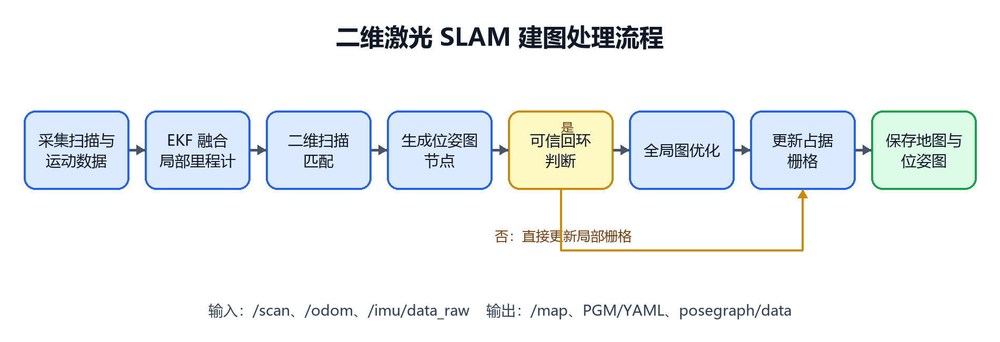 二维激光 SLAM 建图处理流程
采集扫描与
运动数据
EKF 融合
局部里程计
二维扫描
匹配
生成位姿图
节点
是
可信回环
判断
全局图优化
更新占据
栅格
保存地图与
位姿图
否：直接更新局部栅格
输入：/scan、/odom、/imu/data_raw 输出：/map、PGM/YAML、posegraph/data